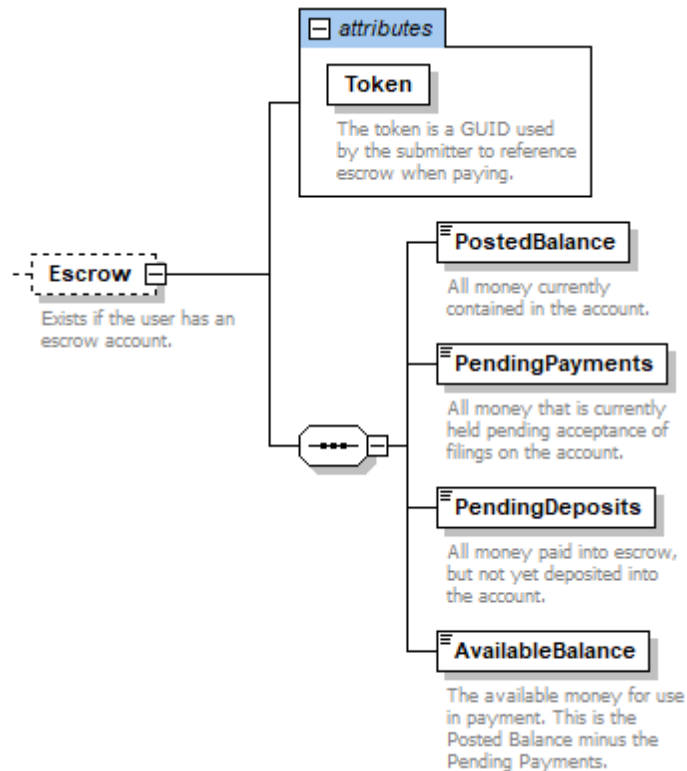 attributes
Token
The token is a GUID used
by the submitter to reference
escrow when paying.
Escrow
Exists if the user has an
escrow account.
PostedBalance
All money currently
contained in the account.
PendingPayments
All money that is currently
held pending acceptance of
filings on the account.
PendingDeposits
All money paid into escrow,
but not yet deposited into
the account.
AvailableBalance
The available money for use
in payment. This is the
Posted Balance minus the
Pending Payments.